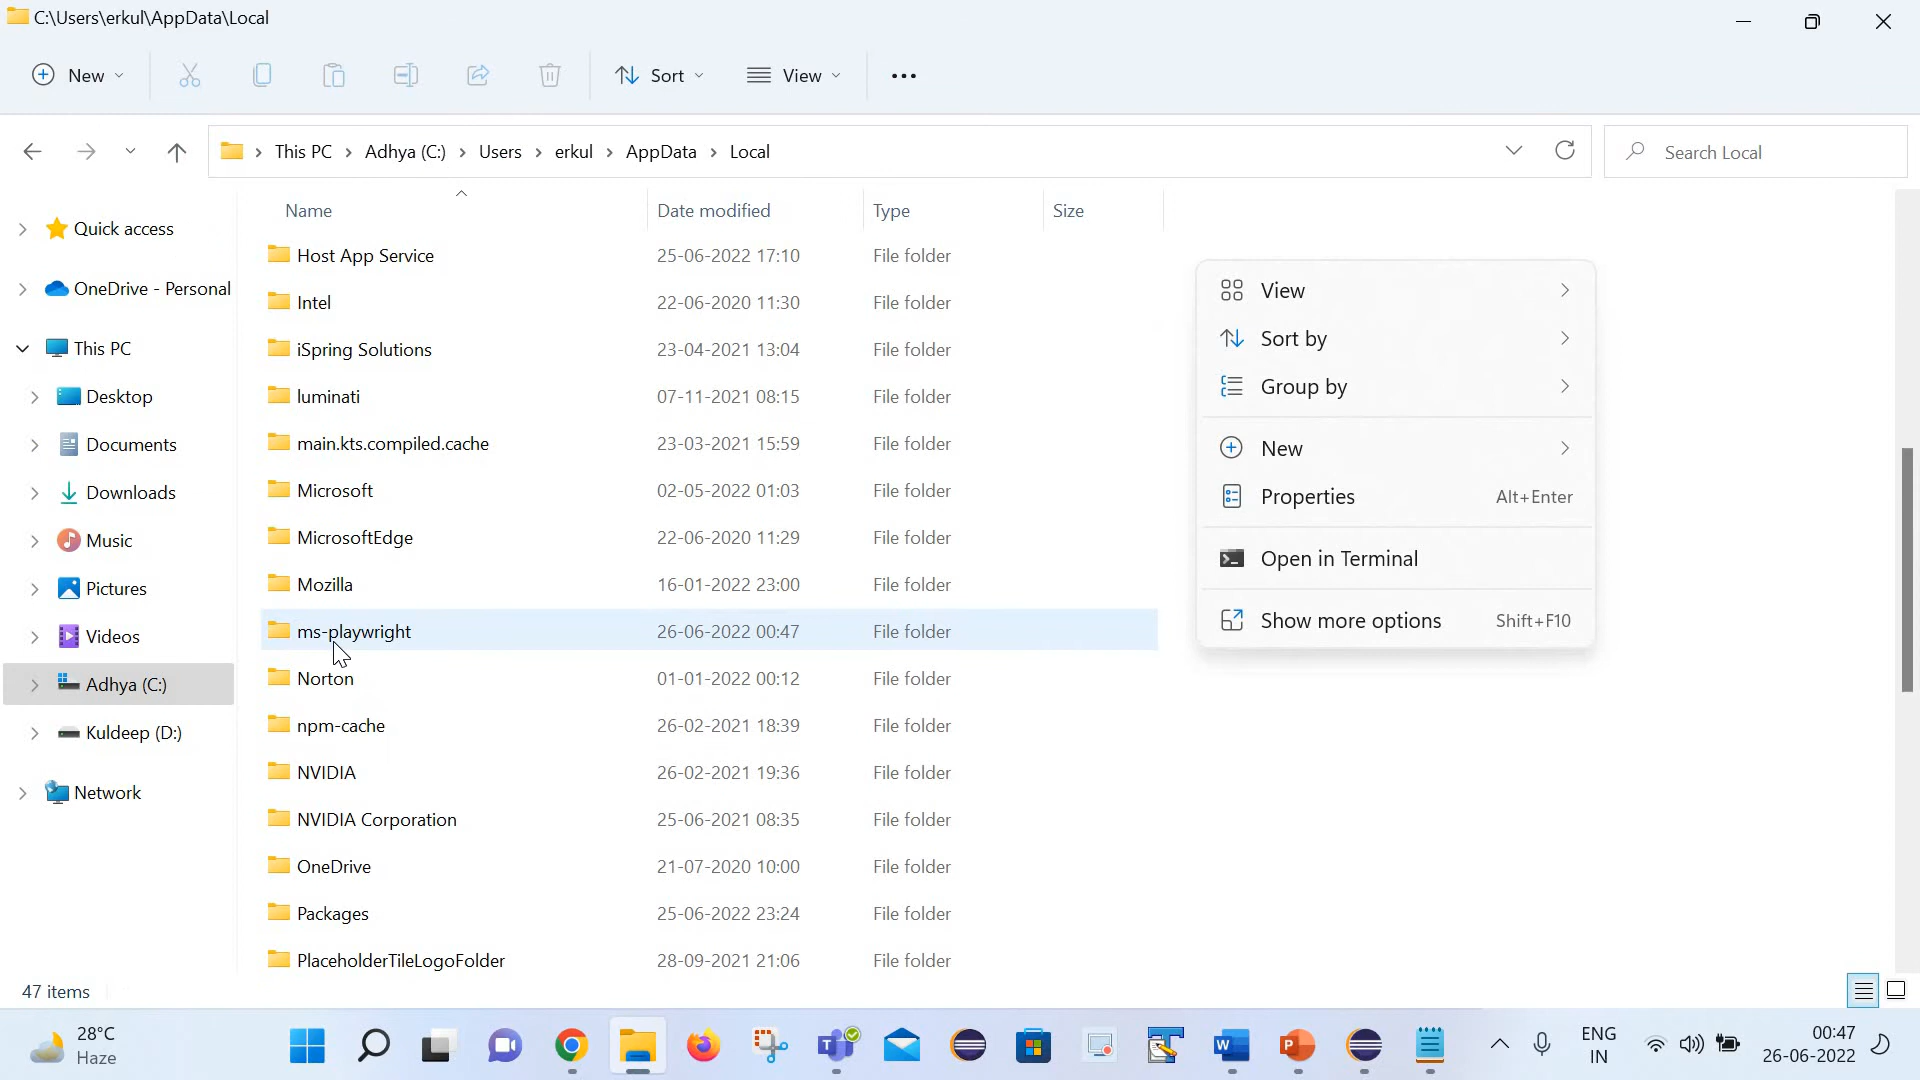 C:\Users\erkul\AppData\Local
New
Sort
View
This PC
Adhya (C:)
Users
erkul
AppData
Local
Search Local
Quick access
OneDrive - Personal
This PC
Desktop
Documents
Downloads
Music
Pictures
Videos
Adhya (C:)
Kuldeep (D:)
Network
Name Date modified Type Size
Host App Service 25-06-2022 17:10 File folder
Intel 22-06-2020 11:30 File folder
iSpring Solutions 23-04-2021 13:04 File folder
luminati 07-11-2021 08:15 File folder
main.kts.compiled.cache 23-03-2021 15:59 File folder
Microsoft 02-05-2022 01:03 File folder
MicrosoftEdge 22-06-2020 11:29 File folder
Mozilla 16-01-2022 23:00 File folder
ms-playwright 26-06-2022 00:47 File folder
Norton 01-01-2022 00:12 File folder
npm-cache 26-02-2021 18:39 File folder
NVIDIA 26-02-2021 19:36 File folder
NVIDIA Corporation 25-06-2021 08:35 File folder
OneDrive 21-07-2020 10:00 File folder
Packages 25-06-2022 23:24 File folder
PlaceholderTileLogoFolder 28-09-2021 21:06 File folder
View
Sort by
Group by
New
Properties Alt+Enter
Open in Terminal
Show more options Shift+F10
47 items
28°C
Haze
ENG
IN
00:47
26-06-2022